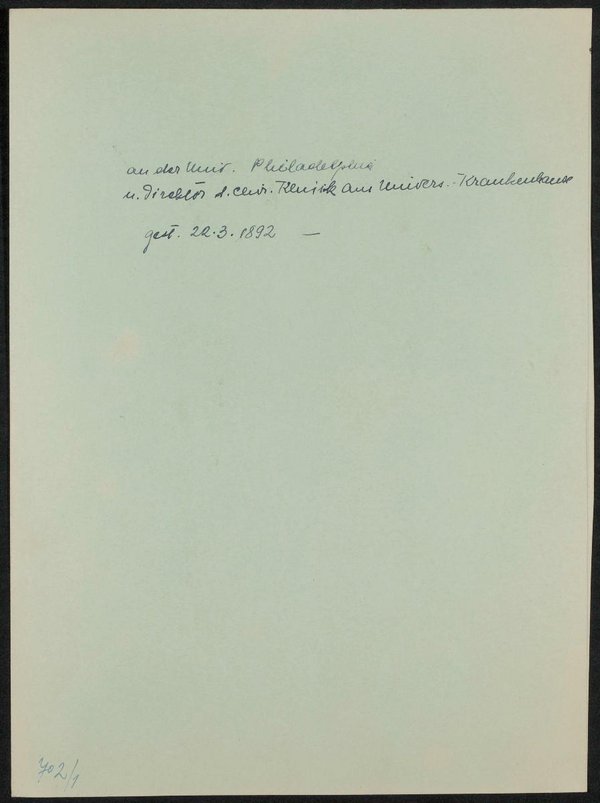 an der Univ. Philadelphia
u. Direktor d. chir. Klinik am Univers.-Krankenhaus
gest. 22.3.1892 —
702/1